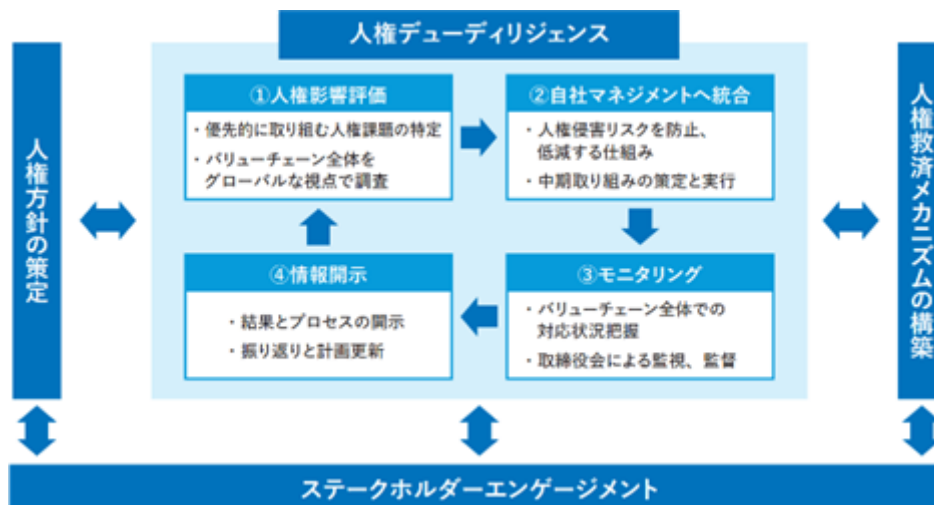 人権デューディリジェンス
人権方針の策定
①人権影響評価
・優先的に取り組む人権課題の特定
・バリューチェーン全体を
グローバルな視点で調査
②自社マネジメントへ統合
・人権侵害リスクを防止、
低減する仕組み
・中期取り組みの策定と実行
③モニタリング
・バリューチェーン全体での
対応状況把握
・取締役会による監視、監督
④情報開示
・結果とプロセスの開示
・振り返りと計画更新
人権救済メカニズムの構築
ステークホルダーエンゲージメント